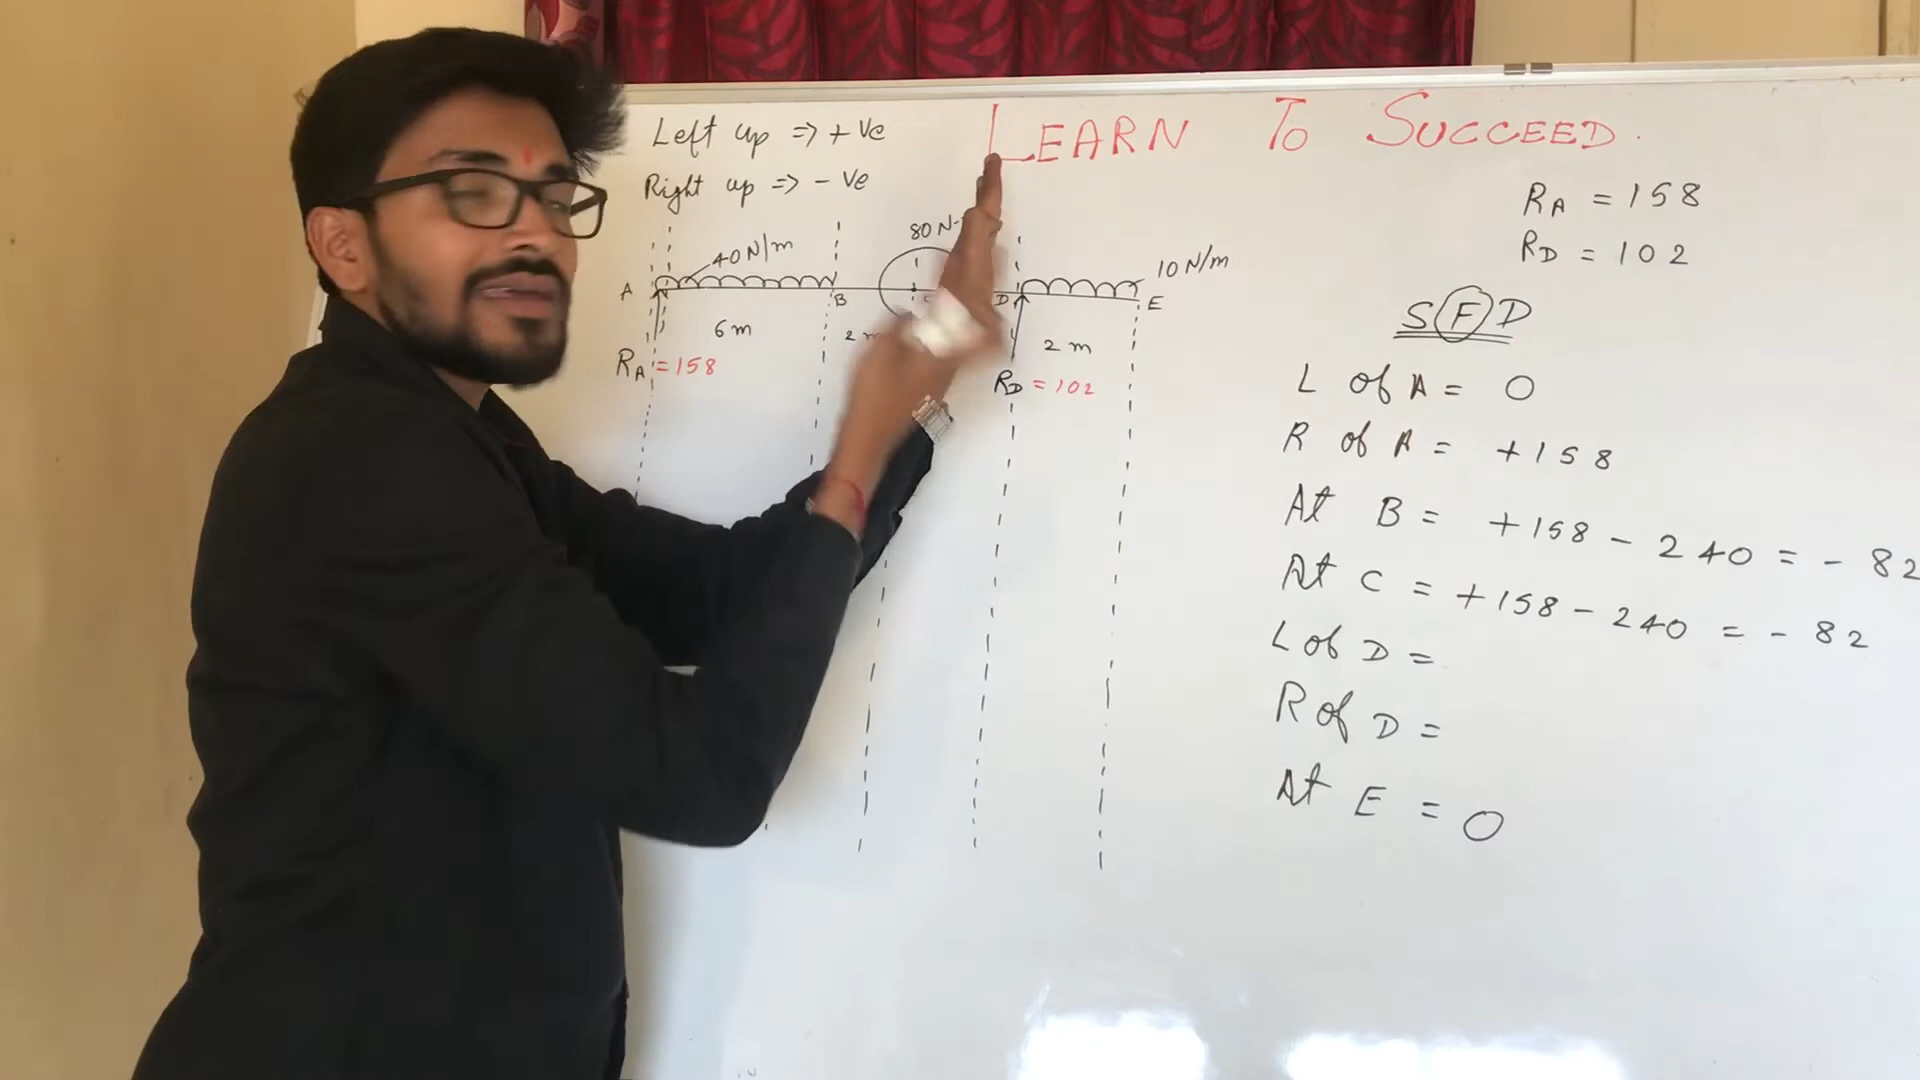 Left up => + ve
LEARN TO SUCCEED.
Right up => - ve
RA = 158
RD = 102
40 N/m
80 N-
10 N/m
A
B
C
D
E
6 m
2 m
2 m
RA = 158
RD = 102
SFD
L of A = 0
R of A = +158
At B = +158 - 240 = - 82
At C = +158 - 240 = - 82
L of D =
R of D =
At E = 0